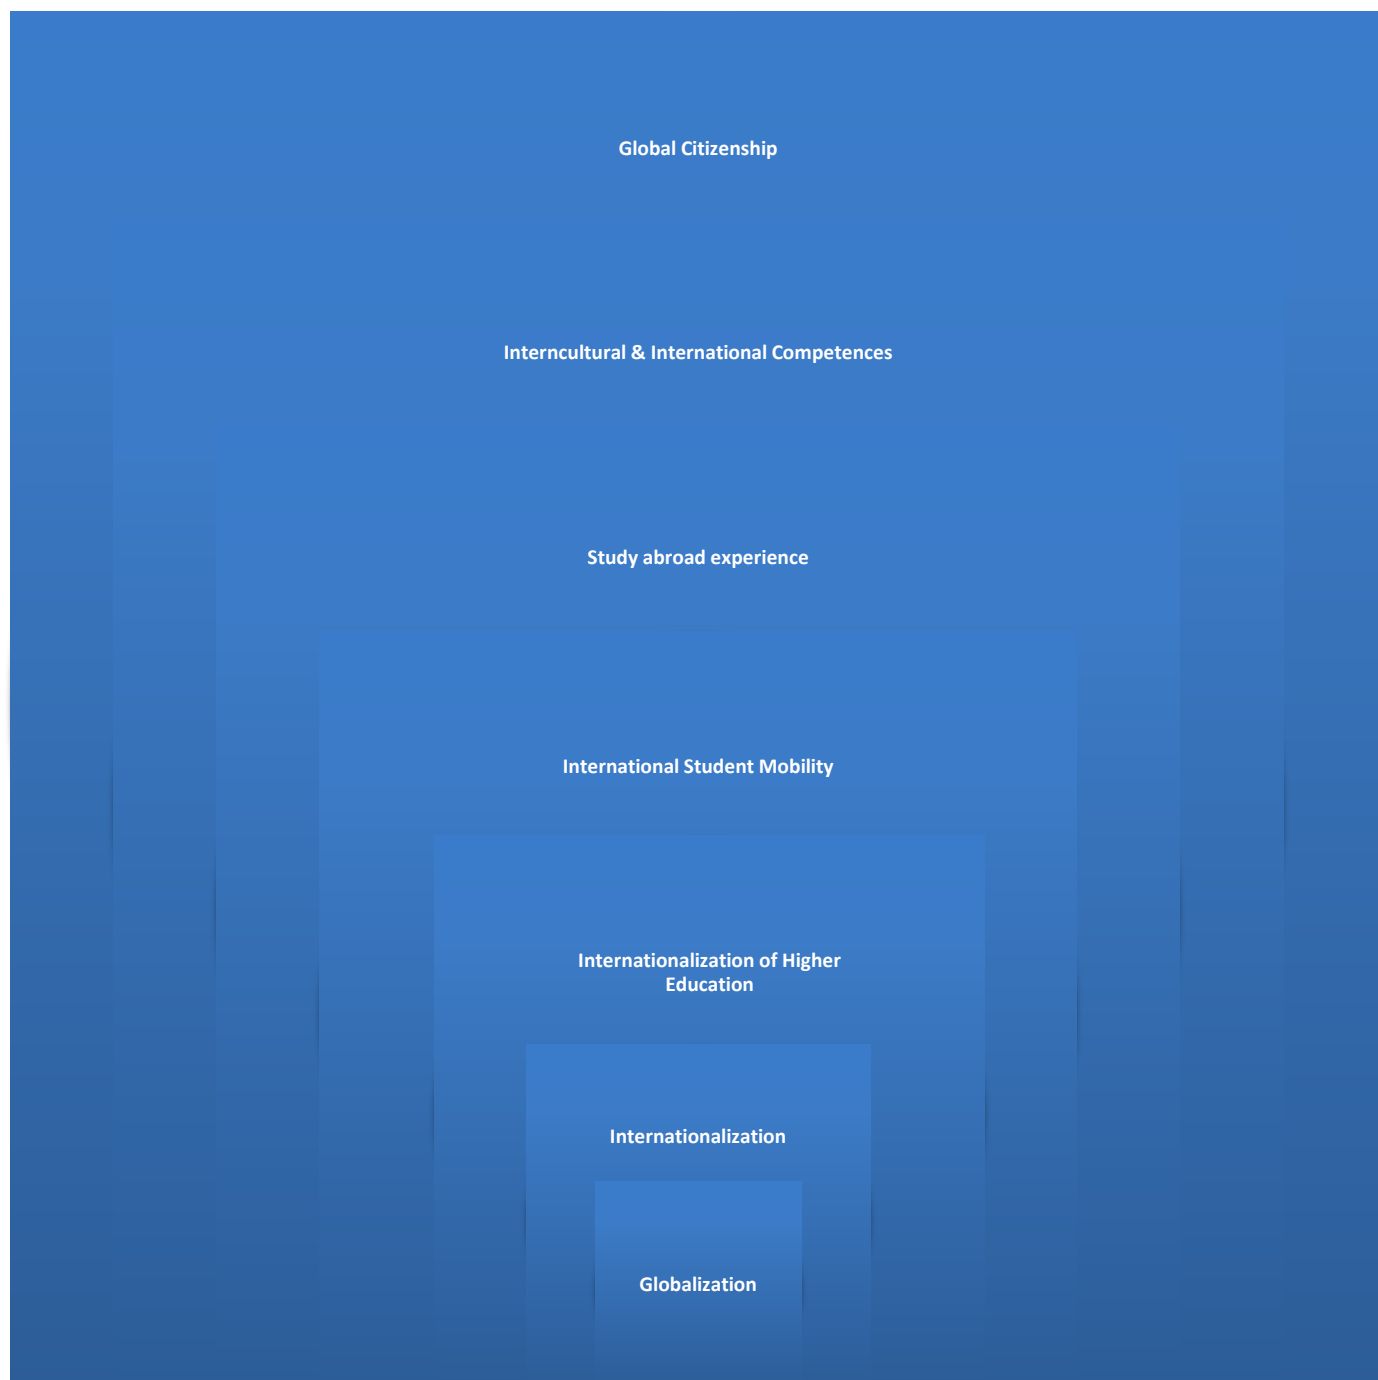 Global Citizenship
Interncultural & International Competences
Study abroad experience
International Student Mobility
Internationalization of Higher
Education
Internationalization
Globalization